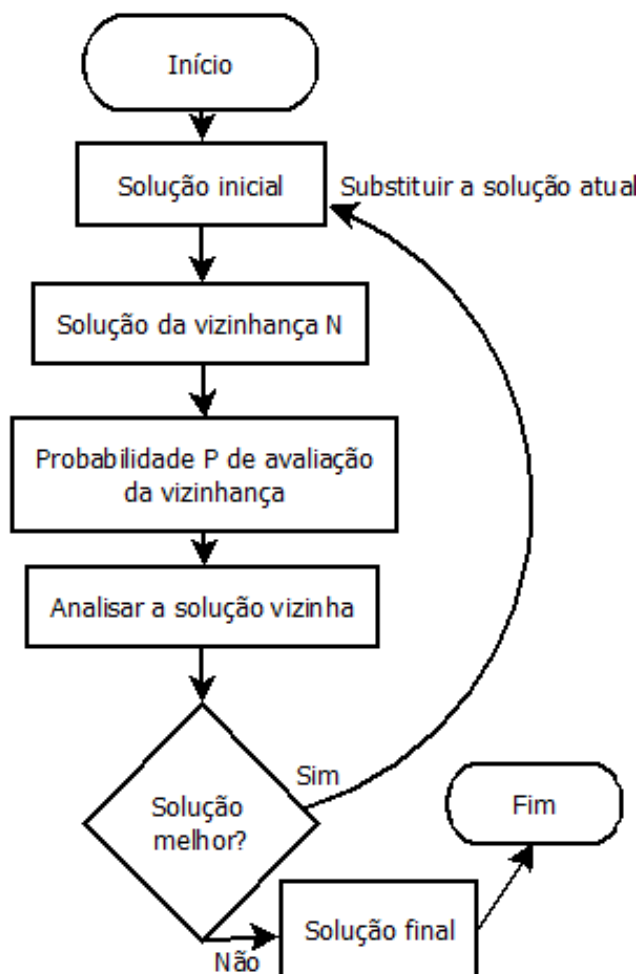 Início
Solução inicial
Substituir a solução atual
Solução da vizinhança N
Probabilidade P de avaliação
da vizinhança
Analisar a solução vizinha
Sim
Solução
melhor?
Fim
Solução final
Não